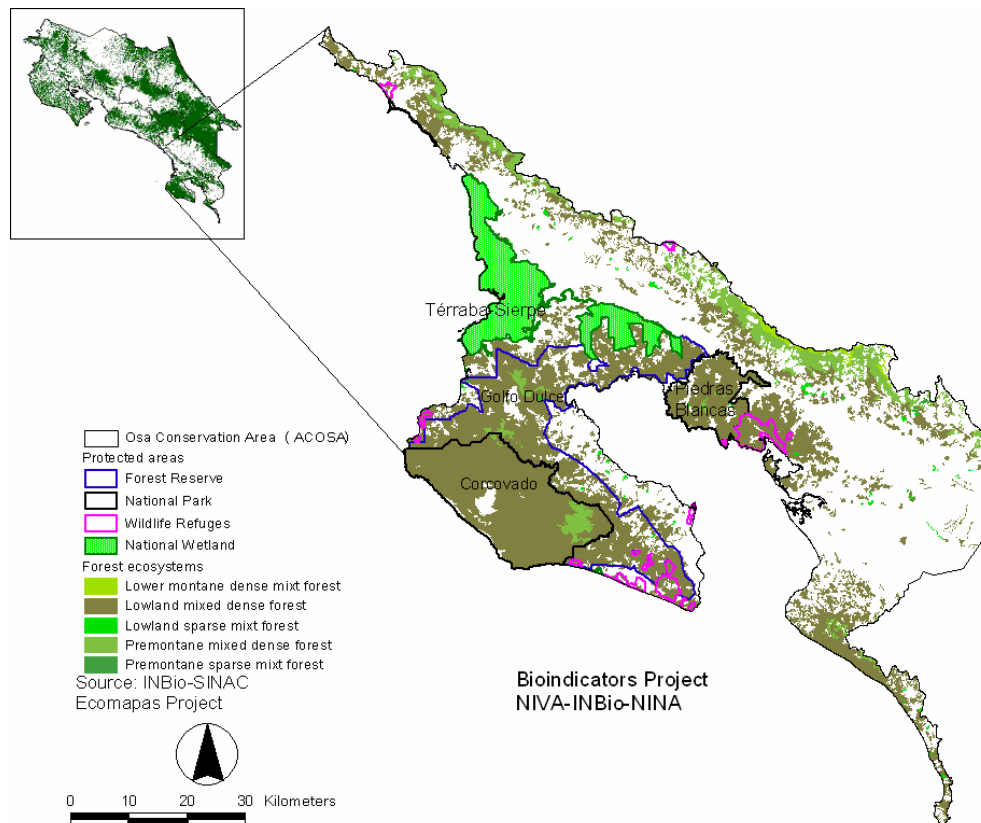 Térraba-Sierpe
Golfo Dulce
Piedras
Blancas
Corcovado
Osa Conservation Area ( ACOSA)
Protected areas
Forest Reserve
National Park
Wildlife Refuges
National Wetland
Forest ecosystems
Lower montane dense mixt forest
Lowland mixed dense forest
Lowland sparse mixt forest
Premontane mixed dense forest
Premontane sparse mixt forest
Source: INBio-SINAC
Ecomapas Project
Bioindicators Project
NIVA-INBio-NINA
0 10 20 30 Kilometers